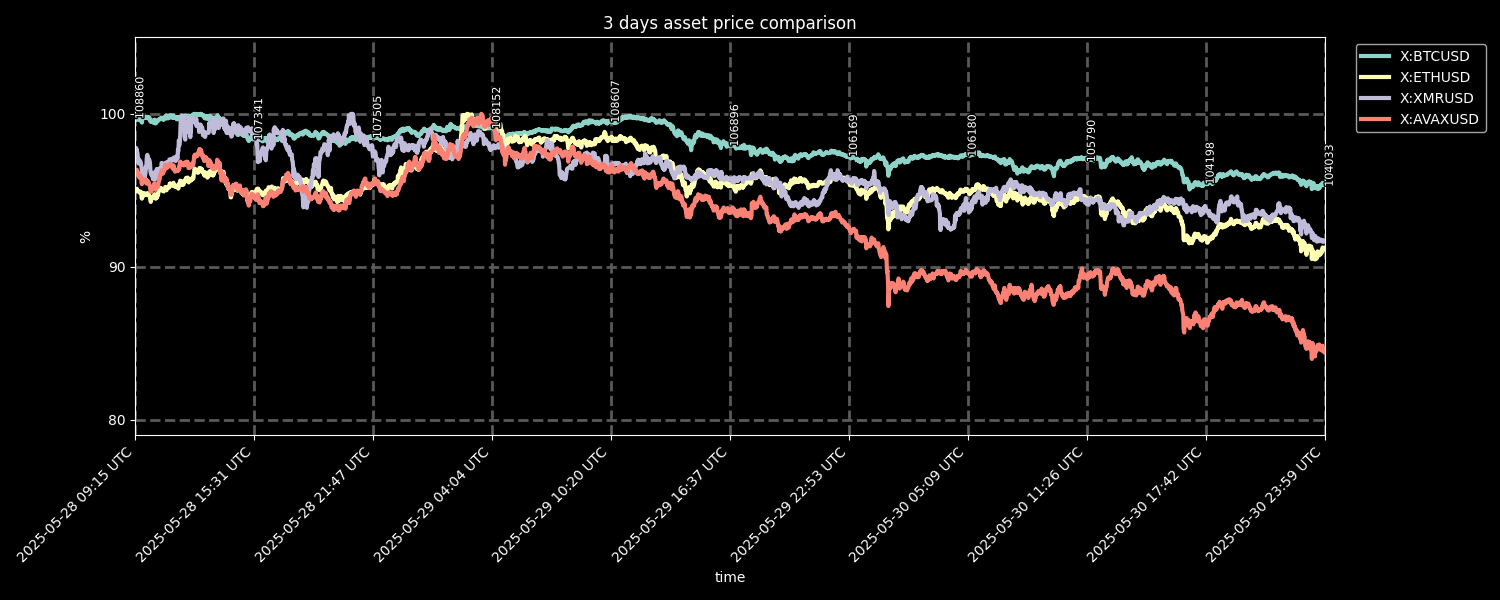 3 days asset price comparison
X:BTCUSD
X:ETHUSD
X:XMRUSD
X:AVAXUSD
%
100
90
80
108860
107341
107505
108152
108607
106896
106169
106180
105790
104198
104033
2025-05-28 09:15 UTC
2025-05-28 15:31 UTC
2025-05-28 21:47 UTC
2025-05-29 04:04 UTC
2025-05-29 10:20 UTC
2025-05-29 16:37 UTC
2025-05-29 22:53 UTC
2025-05-30 05:09 UTC
2025-05-30 11:26 UTC
2025-05-30 17:42 UTC
2025-05-30 23:59 UTC
time